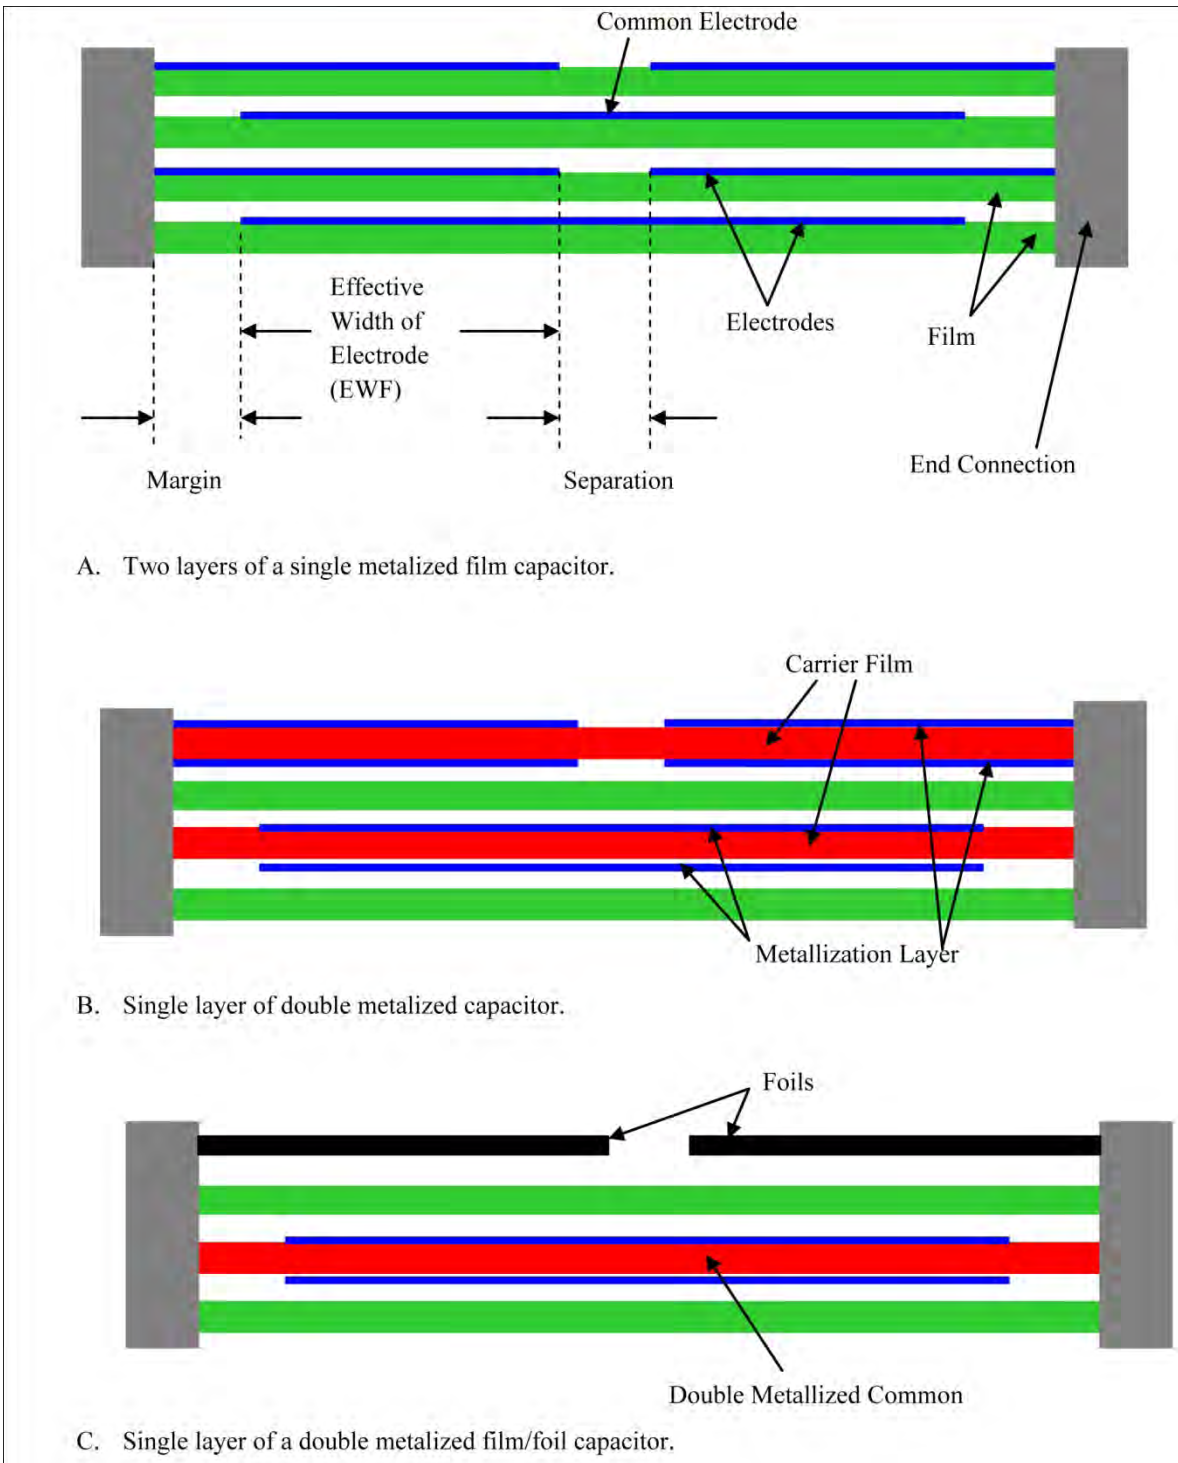 Common Electrode
Effective
Width of
Electrode
(EWF)
Electrodes
Film
End Connection
Margin
Separation
A. Two layers of a single metalized film capacitor.
Carrier Film
Metallization Layer
B. Single layer of double metalized capacitor.
Foils
Double Metallized Common
C. Single layer of a double metalized film/foil capacitor.